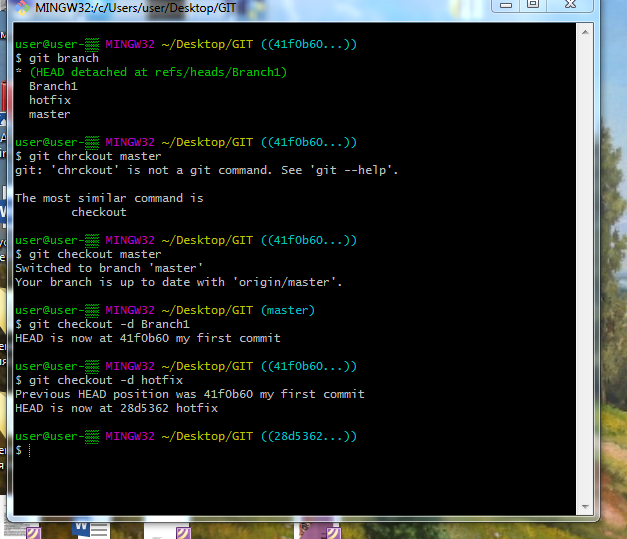 MINGW32:/c/Users/user/Desktop/GIT
user@user-▒▒ MINGW32 ~/Desktop/GIT ((41f0b60...))
$ git branch
* (HEAD detached at refs/heads/Branch1)
Branch1
hotfix
master
user@user-▒▒ MINGW32 ~/Desktop/GIT ((41f0b60...))
$ git chrckout master
git: 'chrckout' is not a git command. See 'git --help'.
The most similar command is
checkout
user@user-▒▒ MINGW32 ~/Desktop/GIT ((41f0b60...))
$ git checkout master
Switched to branch 'master'
Your branch is up to date with 'origin/master'.
user@user-▒▒ MINGW32 ~/Desktop/GIT (master)
$ git checkout -d Branch1
HEAD is now at 41f0b60 my first commit
user@user-▒▒ MINGW32 ~/Desktop/GIT ((41f0b60...))
$ git checkout -d hotfix
Previous HEAD position was 41f0b60 my first commit
HEAD is now at 28d5362 hotfix
user@user-▒▒ MINGW32 ~/Desktop/GIT ((28d5362...))
$